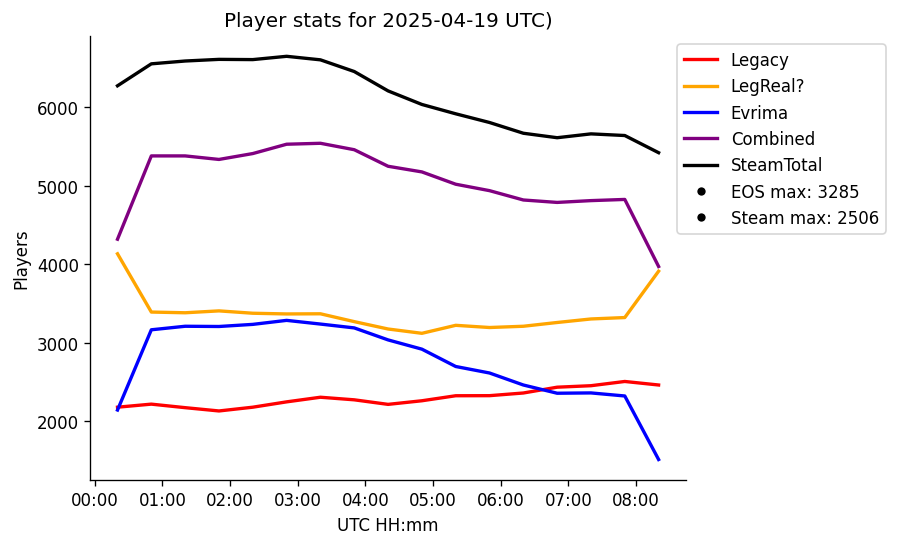 Player stats for 2025-04-19 UTC)
Legacy
LegReal?
Evrima
Combined
SteamTotal
EOS max: 3285
Steam max: 2506
Players
6000
5000
4000
3000
2000
00:00 01:00 02:00 03:00 04:00 05:00 06:00 07:00 08:00
UTC HH:mm